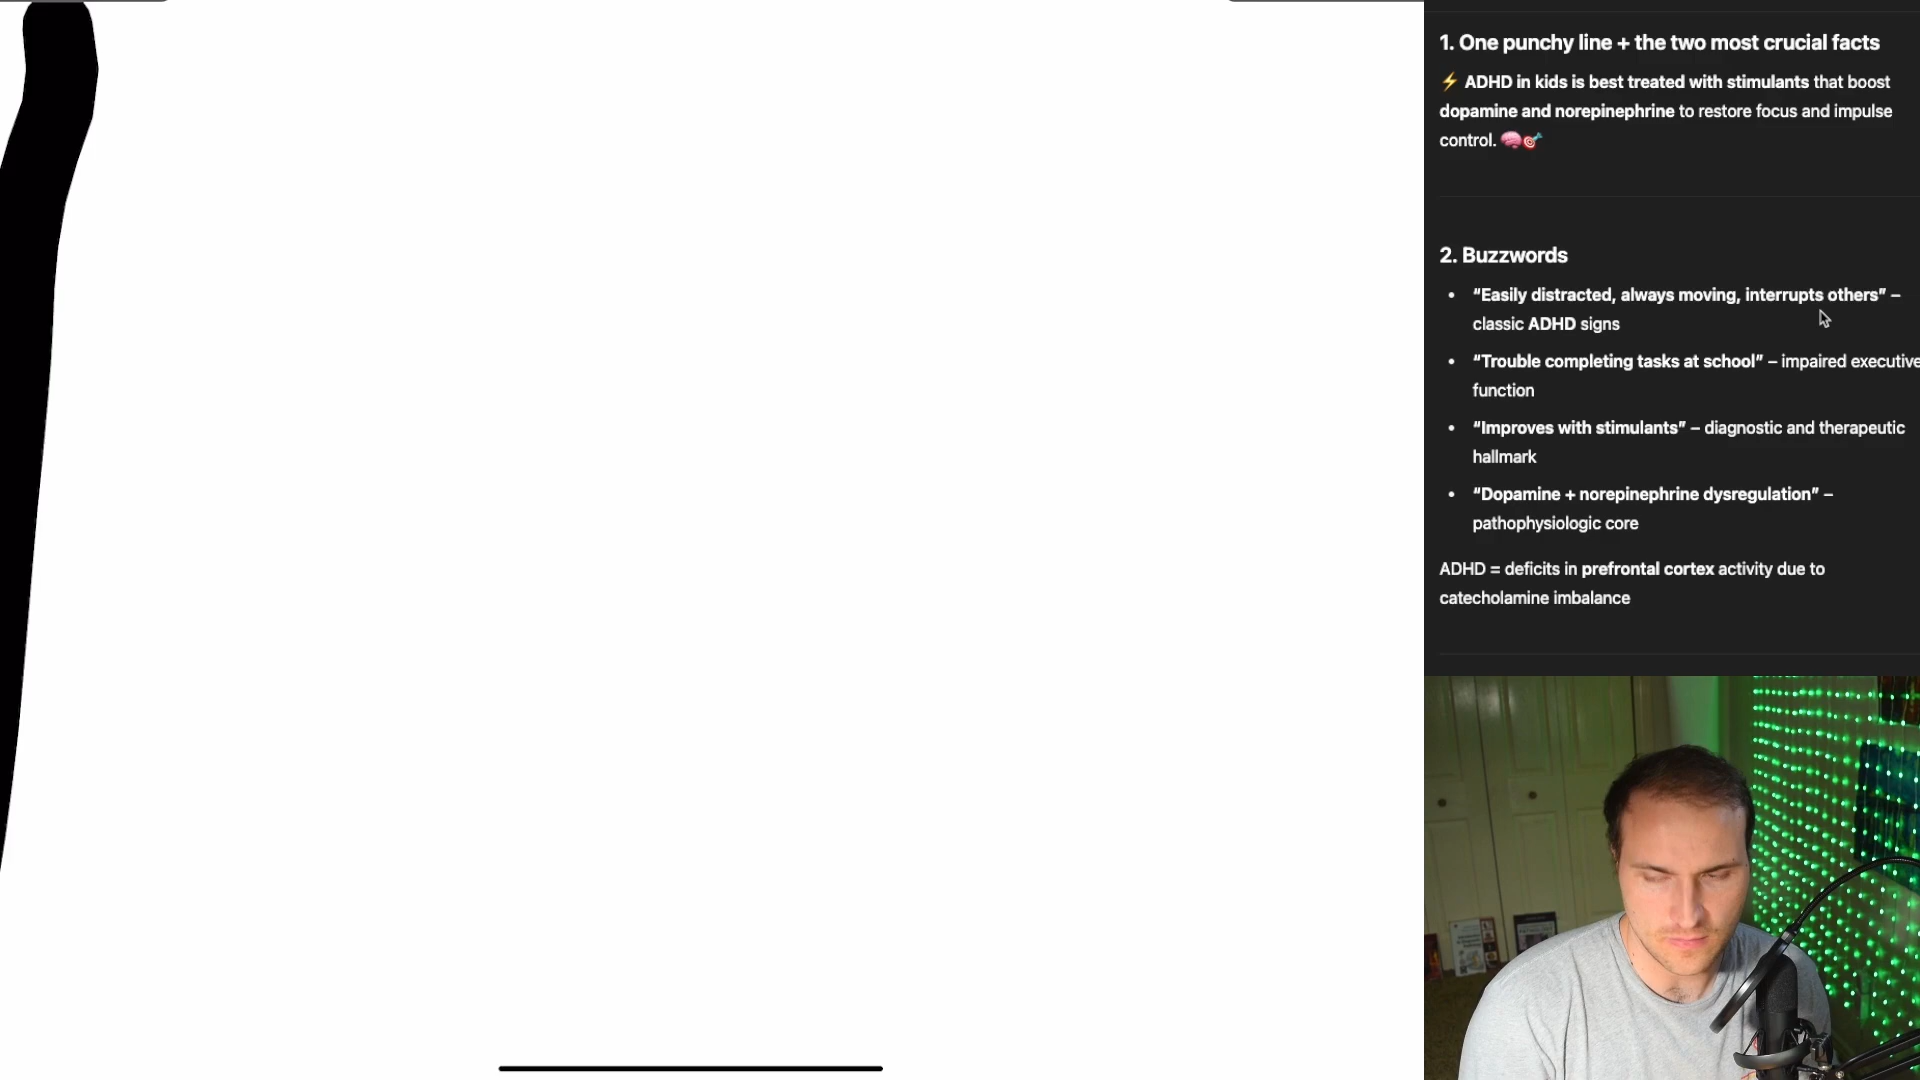 1. One punchy line + the two most crucial facts
⚡ ADHD in kids is best treated with stimulants that boost
dopamine and norepinephrine to restore focus and impulse
control. 🧠🎯
2. Buzzwords
• “Easily distracted, always moving, interrupts others” –
classic ADHD signs
• “Trouble completing tasks at school” – impaired executive
function
• “Improves with stimulants” – diagnostic and therapeutic
hallmark
• “Dopamine + norepinephrine dysregulation” –
pathophysiologic core
ADHD = deficits in prefrontal cortex activity due to
catecholamine imbalance